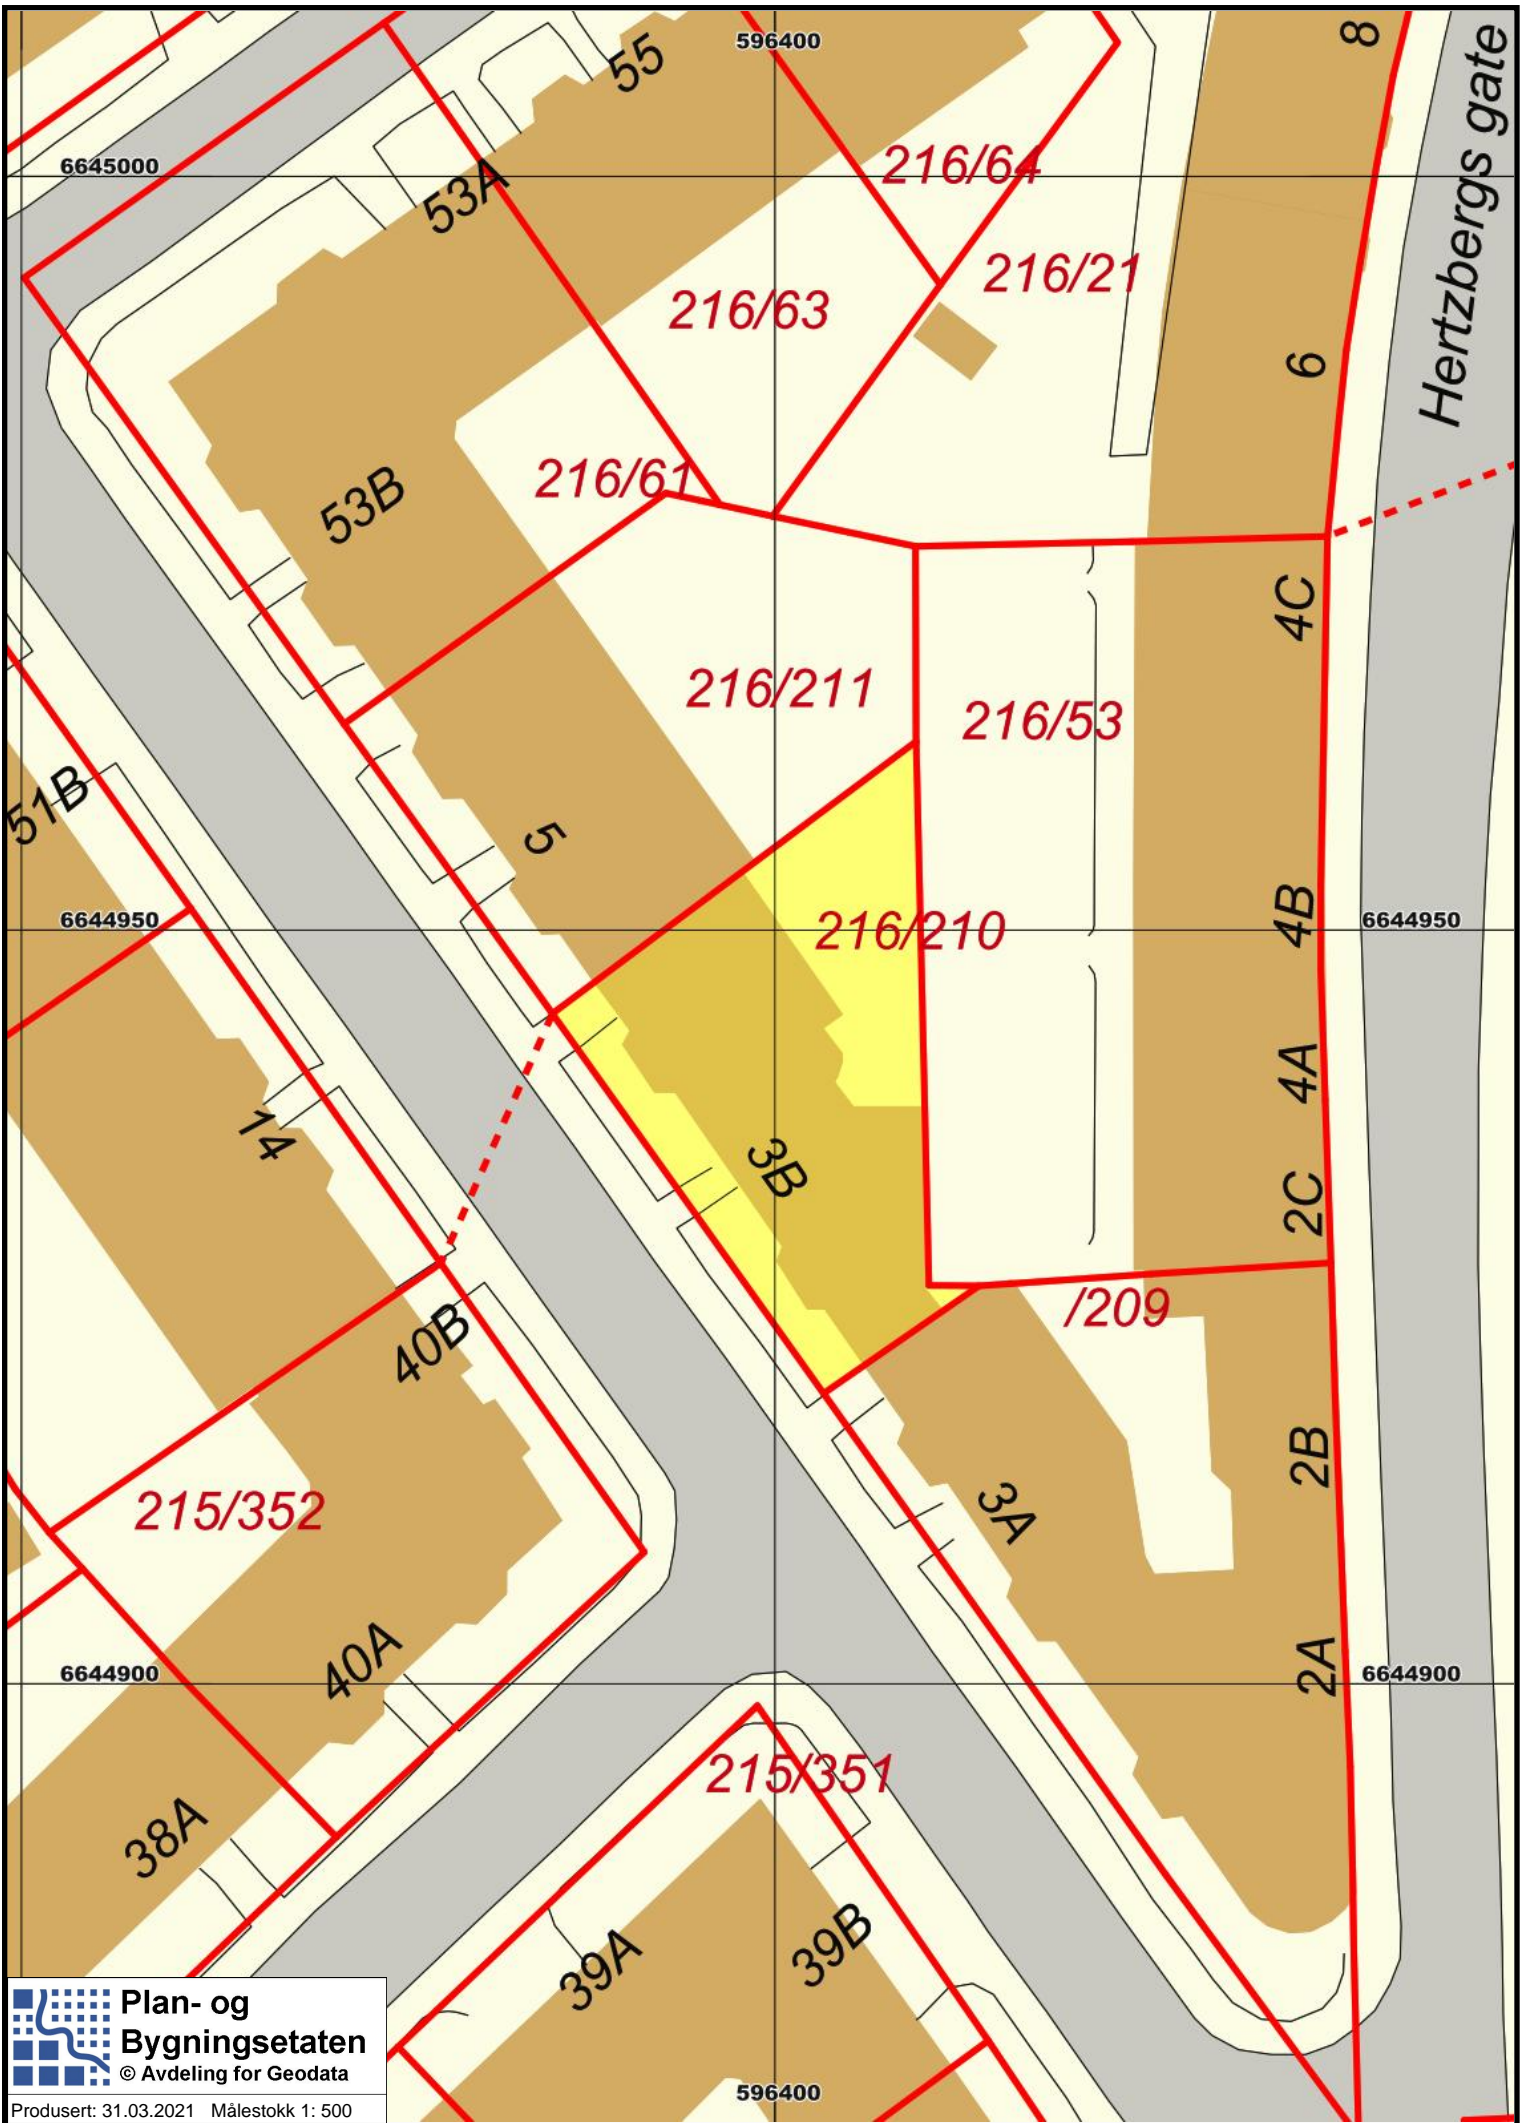 8
Hertzbergs gate
55
596400
6645000
53A
216/64
216/21
216/63
6
216/61
53B
4C
216/211
216/53
51B
5
6644950
216/210
4B
6644950
4A
14
3B
2C
40B
/209
2B
215/352
3A
40A
2A
6644900
6644900
215/351
38A
39A
39B
Plan- og
Bygningsetaten
© Avdeling for Geodata
596400
Produsert: 31.03.2021 Målestokk 1: 500